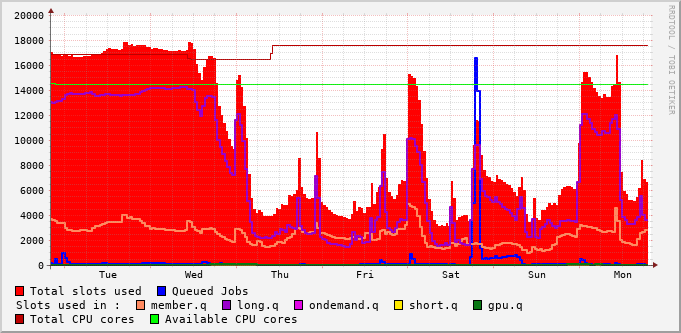 20000
18000
16000
14000
12000
10000
8000
6000
4000
2000
0
Tue Wed Thu Fri Sat Sun Mon
Total slots used Queued Jobs
Slots used in : member.q long.q ondemand.q short.q gpu.q
Total CPU cores Available CPU cores
RRDTOOL / TOBI OETIKER